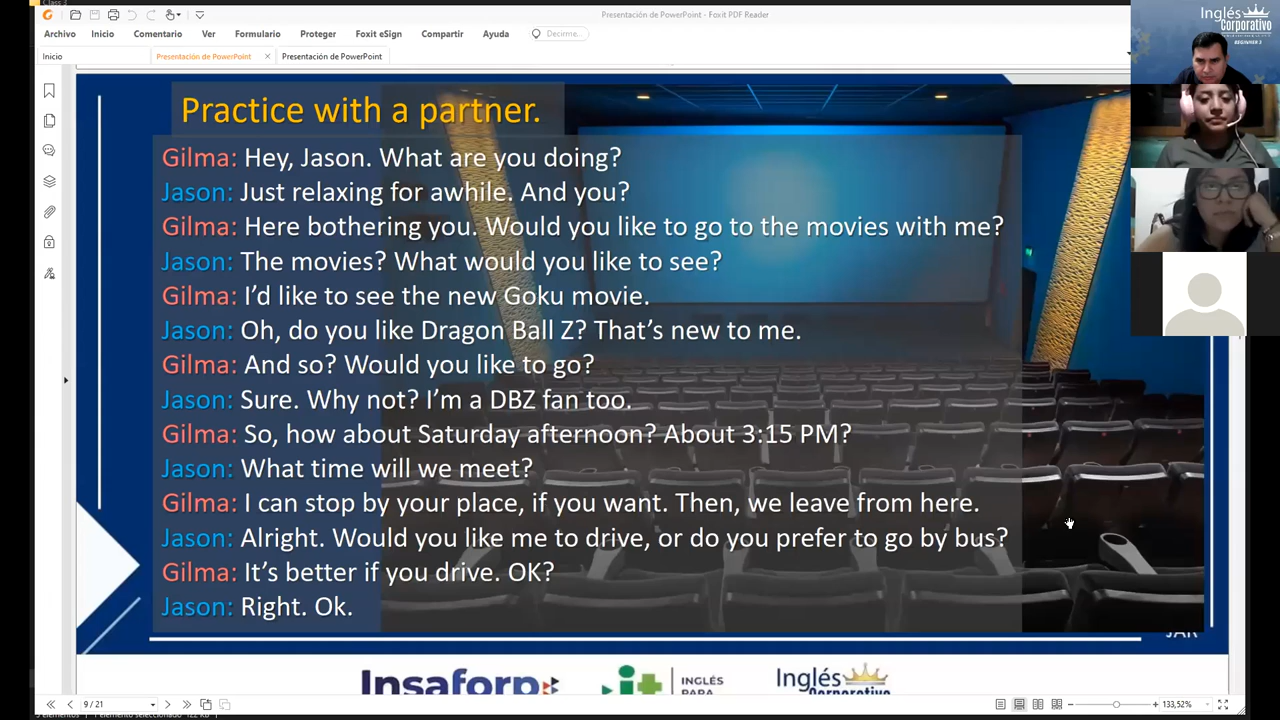 Class 3
Presentación de PowerPoint - Foxit PDF Reader
Archivo Inicio Comentario Ver Formulario Proteger Foxit eSign Compartir Ayuda Decirme...
Inicio Presentación de PowerPoint × Presentación de PowerPoint
Inglés
Corporativo
BEGINNER 3
Practice with a partner.
Gilma: Hey, Jason. What are you doing?
Jason: Just relaxing for awhile. And you?
Gilma: Here bothering you. Would you like to go to the movies with me?
Jason: The movies? What would you like to see?
Gilma: I'd like to see the new Goku movie.
Jason: Oh, do you like Dragon Ball Z? That's new to me.
Gilma: And so? Would you like to go?
Jason: Sure. Why not? I'm a DBZ fan too.
Gilma: So, how about Saturday afternoon? About 3:15 PM?
Jason: What time will we meet?
Gilma: I can stop by your place, if you want. Then, we leave from here.
Jason: Alright. Would you like me to drive, or do you prefer to go by bus?
Gilma: It's better if you drive. OK?
Jason: Right. Ok.
JAR
Insaforp
INGLÉS
PARA
Inglés
Corporativo
9 / 21
133,52%